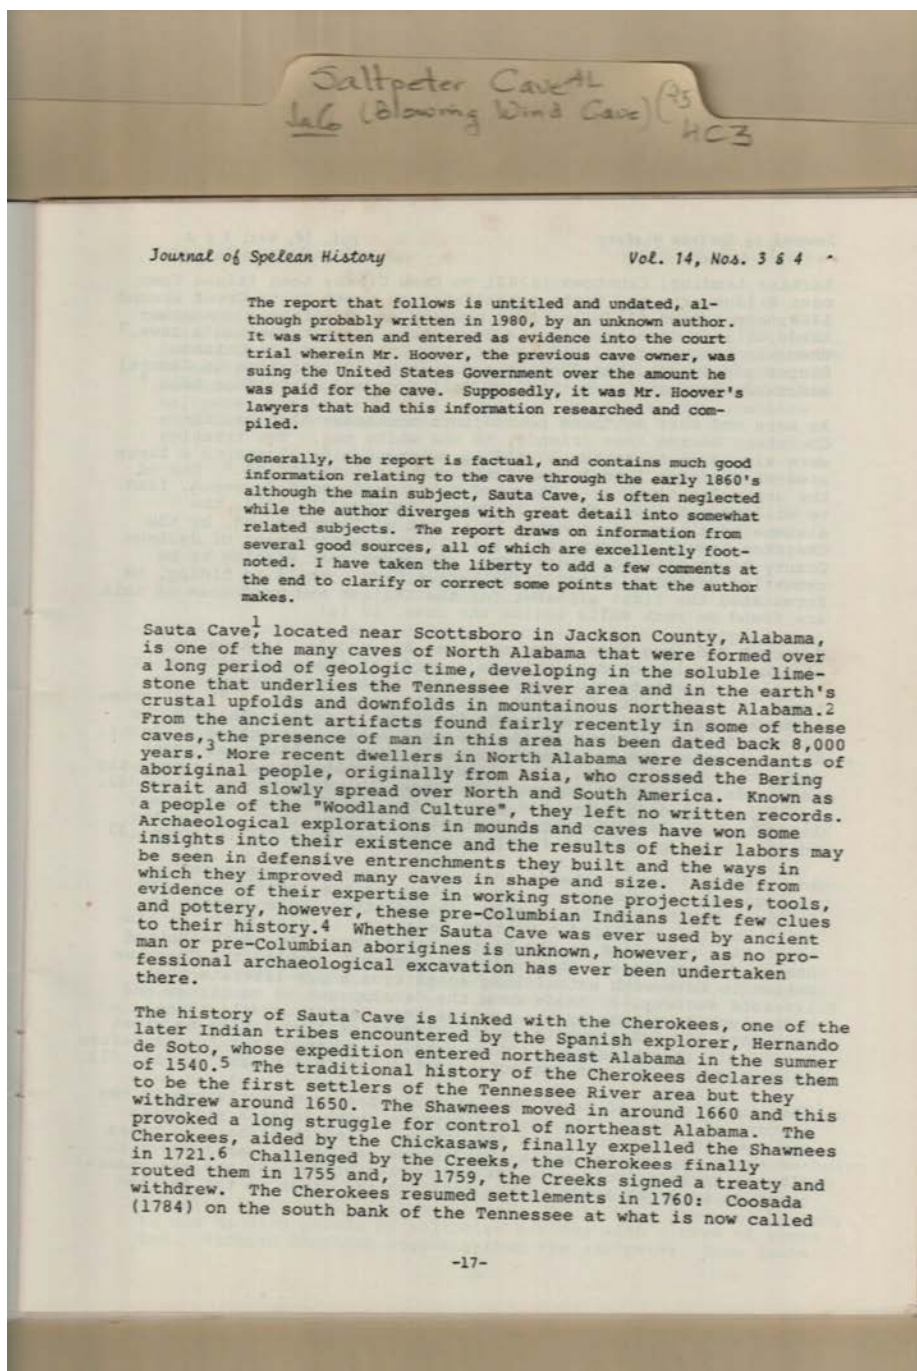 Saltpeter Cave AL
JaCo (Blowing Wind Cave)
4C3
Journal of Spelean History Vol. 14, Nos. 3 & 4
The report that follows is untitled and undated, al-
though probably written in 1980, by an unknown author.
It was written and entered as evidence into the court
trial wherein Mr. Hoover, the previous cave owner, was
suing the United States Government over the amount he
was paid for the cave. Supposedly, it was Mr. Hoover's
lawyers that had this information researched and com-
piled.
Generally, the report is factual, and contains much good
information relating to the cave through the early 1860's
although the main subject, Sauta Cave, is often neglected
while the author diverges with great detail into somewhat
related subjects. The report draws on information from
several good sources, all of which are excellently foot-
noted. I have taken the liberty to add a few comments at
the end to clarify or correct some points that the author
makes.
Sauta Cave,1 located near Scottsboro in Jackson County, Alabama,
is one of the many caves of North Alabama that were formed over
a long period of geologic time, developing in the soluble lime-
stone that underlies the Tennessee River area and in the earth's
crustal upfolds and downfolds in mountainous northeast Alabama.2
From the ancient artifacts found fairly recently in some of these
caves, the presence of man in this area has been dated back 8,000
years.3 More recent dwellers in North Alabama were descendants of
aboriginal people, originally from Asia, who crossed the Bering
Strait and slowly spread over North and South America. Known as
a people of the "Woodland Culture", they left no written records.
Archaeological explorations in mounds and caves have won some
insights into their existence and the results of their labors may
be seen in defensive entrenchments they built and the ways in
which they improved many caves in shape and size. Aside from
evidence of their expertise in working stone projectiles, tools,
and pottery, however, these pre-Columbian Indians left few clues
to their history.4 Whether Sauta Cave was ever used by ancient
man or pre-Columbian aborigines is unknown, however, as no pro-
fessional archaeological excavation has ever been undertaken
there.
The history of Sauta Cave is linked with the Cherokees, one of the
later Indian tribes encountered by the Spanish explorer, Hernando
de Soto, whose expedition entered northeast Alabama in the summer
of 1540.5 The traditional history of the Cherokees declares them
to be the first settlers of the Tennessee River area but they
withdrew around 1650. The Shawnees moved in around 1660 and this
provoked a long struggle for control of northeast Alabama. The
Cherokees, aided by the Chickasaws, finally expelled the Shawnees
in 1721.6 Challenged by the Creeks, the Cherokees finally
routed them in 1755 and, by 1759, the Creeks signed a treaty and
withdrew. The Cherokees resumed settlements in 1760: Coosada
(1784) on the south bank of the Tennessee at what is now called
-17-